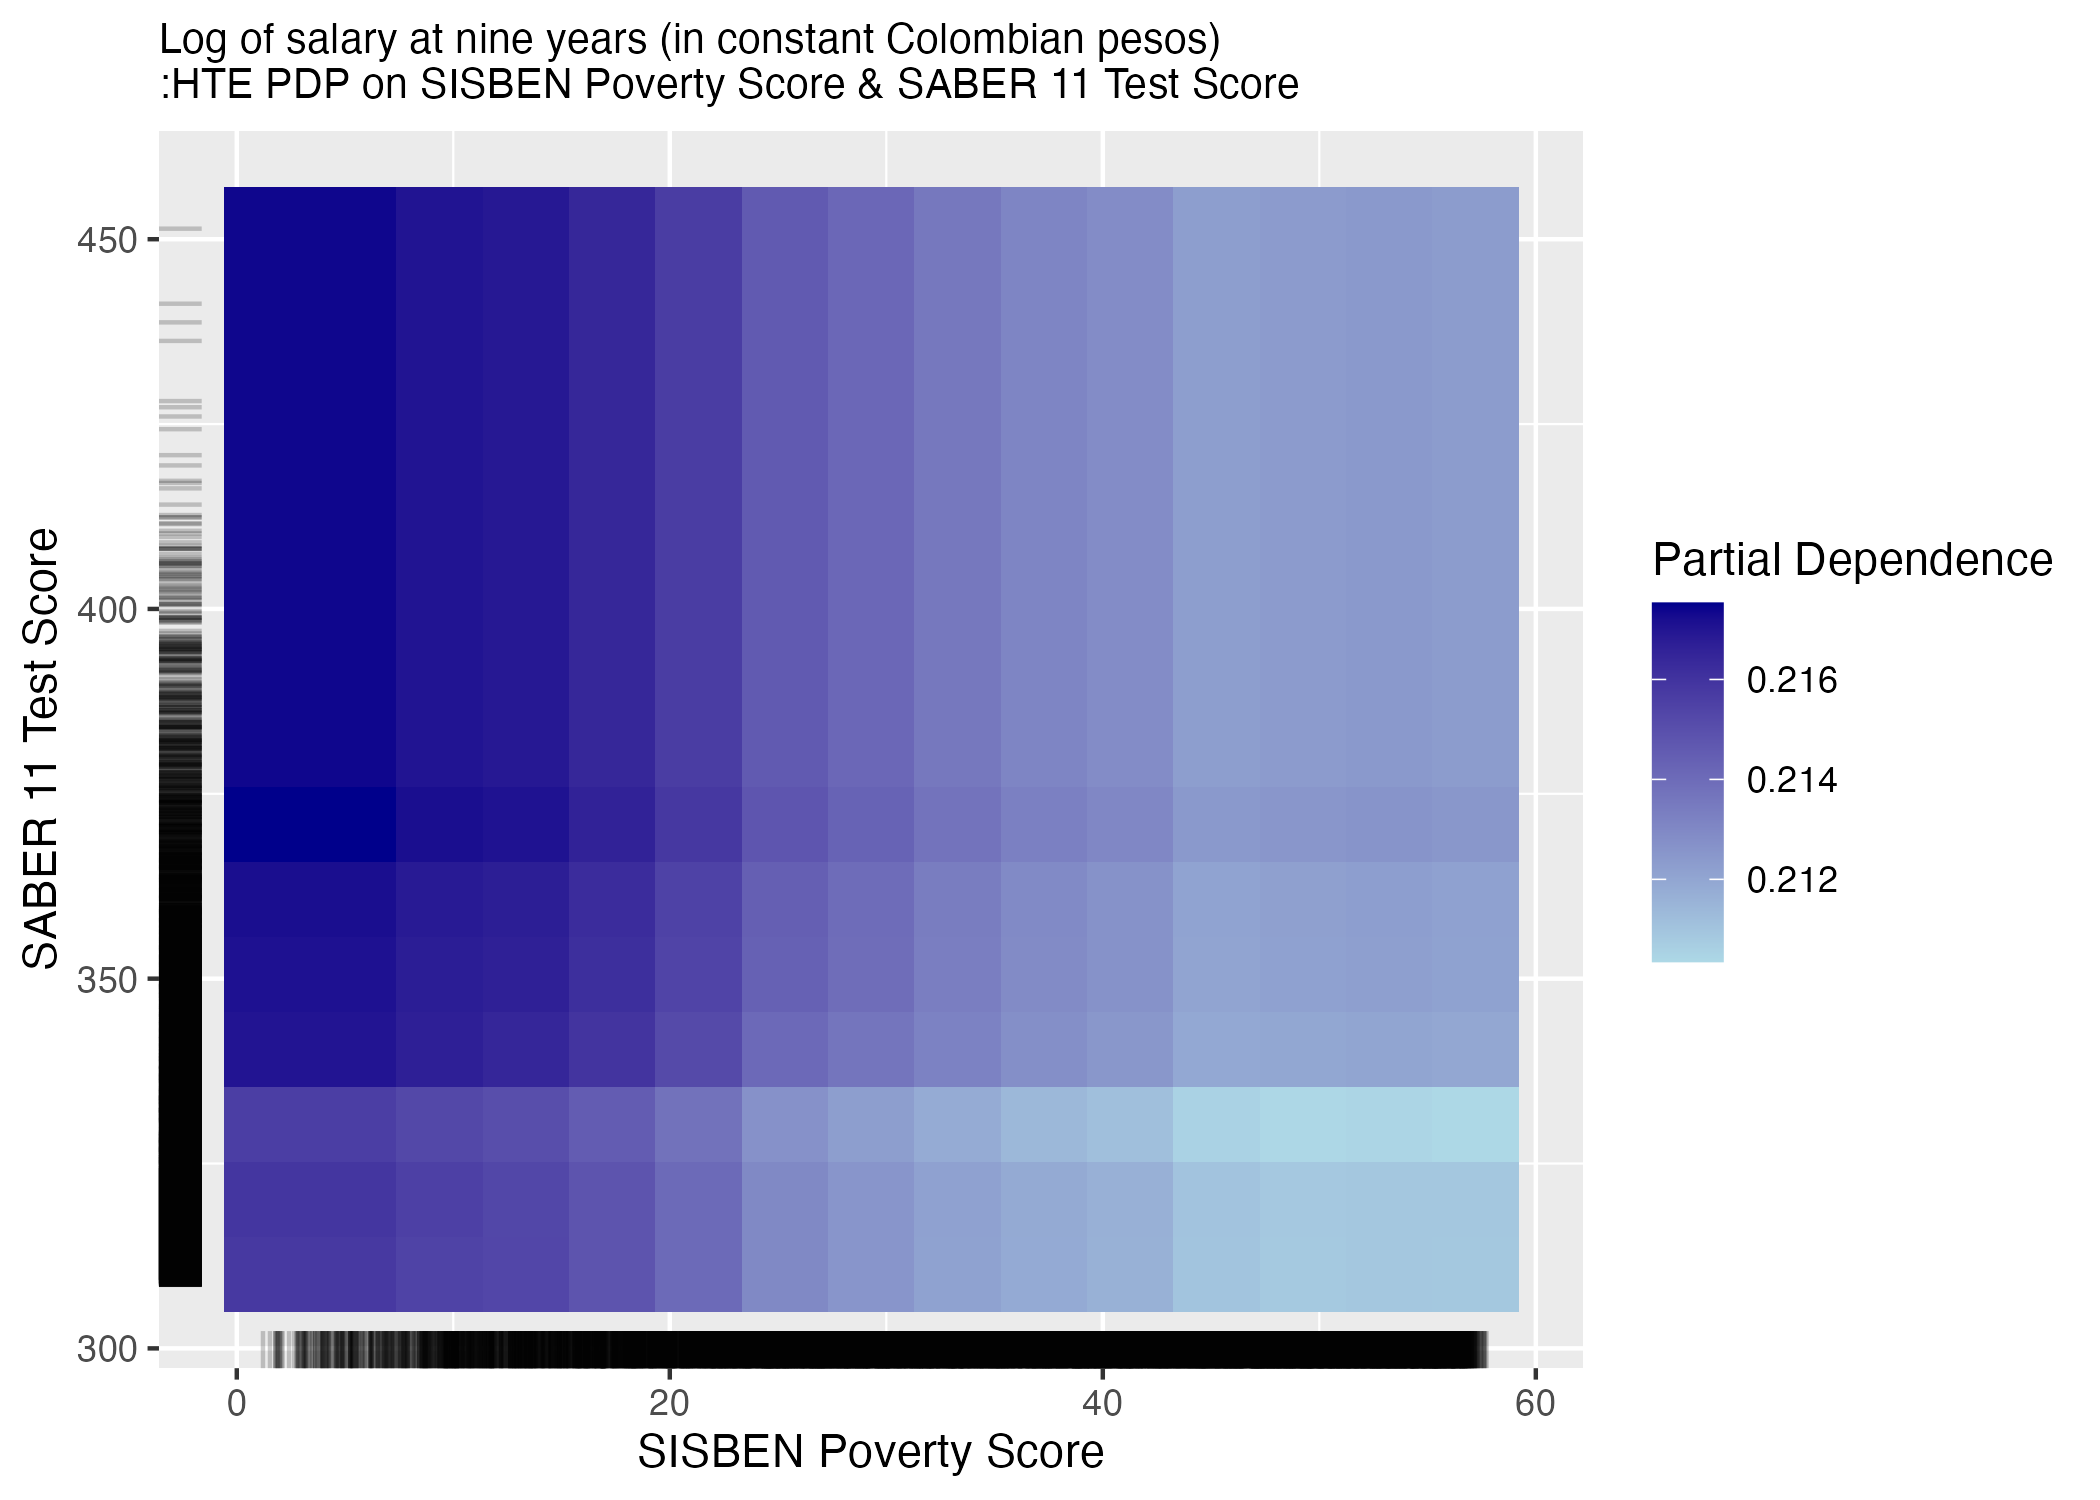 Log of salary at nine years (in constant Colombian pesos)
:HTE PDP on SISBEN Poverty Score & SABER 11 Test Score
SABER 11 Test Score
450
400
350
300
0
20
40
60
SISBEN Poverty Score
Partial Dependence
0.216
0.214
0.212